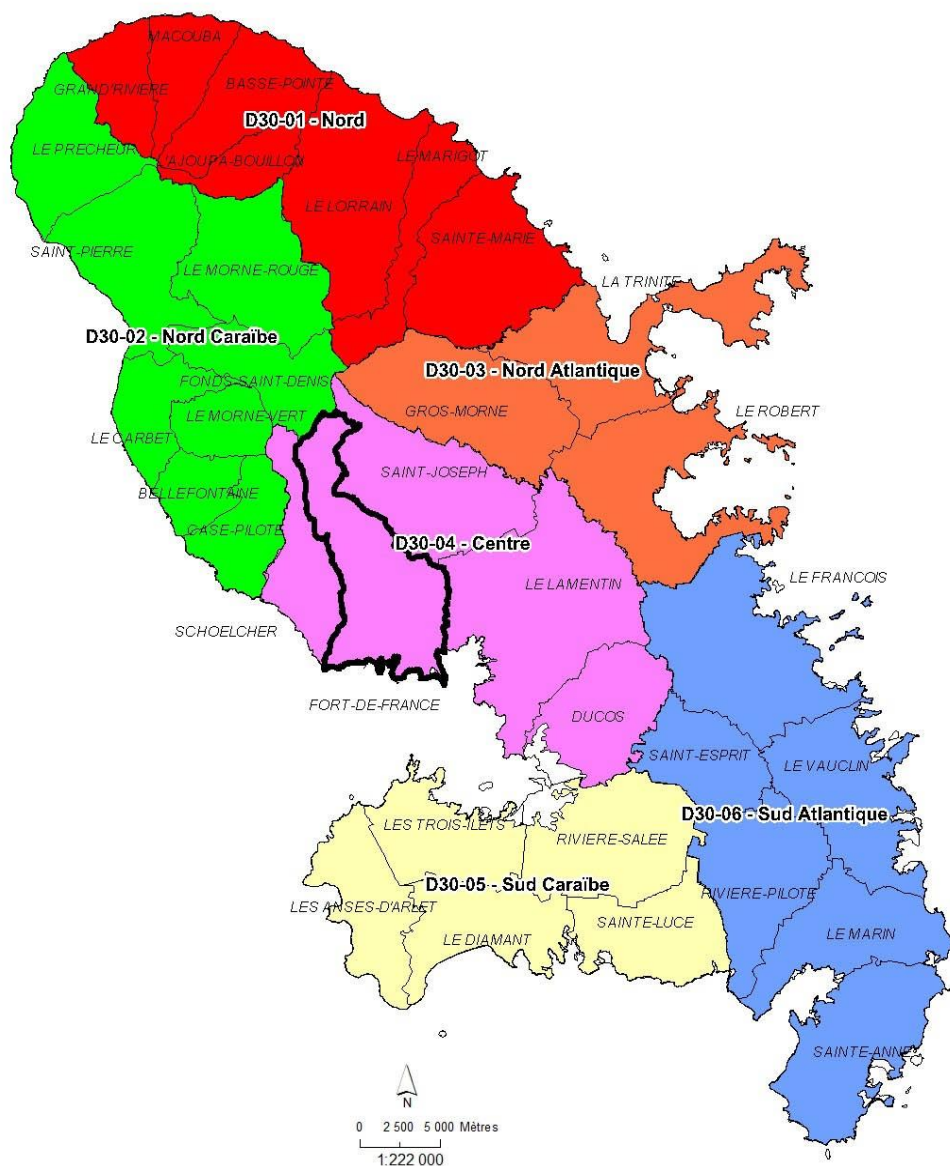 MACOUBA
GRAND'RIVIERE
BASSE-POINTE
D30-01 - Nord
LE PRECHEUR
L'AJOUPA-BOUILLON
LE MARIGOT
LE LORRAIN
SAINTE-MARIE
SAINT-PIERRE
LE MORNE-ROUGE
LA TRINITE
D30-02 - Nord Caraïbe
D30-03 - Nord Atlantique
FONDS-SAINT-DENIS
LE MORNE-VERT
GROS-MORNE
LE ROBERT
LE CARBET
SAINT-JOSEPH
BELLEFONTAINE
CASE-PILOTE
D30-04 - Centre
LE LAMENTIN
LE FRANCOIS
SCHOELCHER
FORT-DE-FRANCE
DUCOS
SAINT-ESPRIT
LE VAUCLIN
D30-06 - Sud Atlantique
LES TROIS-ILETS
RIVIERE-SALEE
D30-05 - Sud Caraïbe
RIVIERE-PILOTE
LES ANSES-D'ARLET
SAINTE-LUCE
LE DIAMANT
LE MARIN
SAINTE-ANNE
N
0 2 500 5 000 Mètres
1:222 000